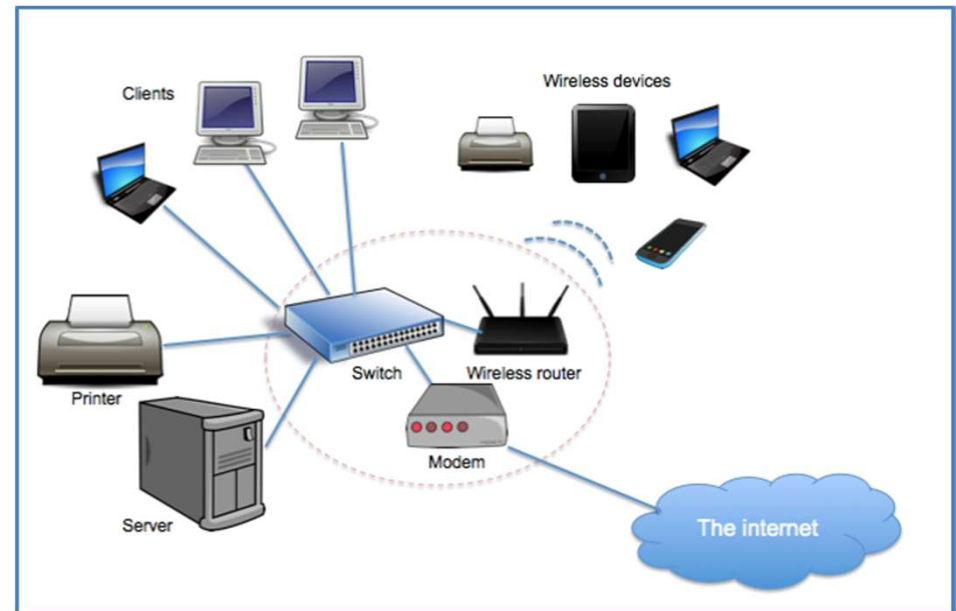 Clients
Wireless devices
Switch
Wireless router
Printer
Modem
Server
The internet